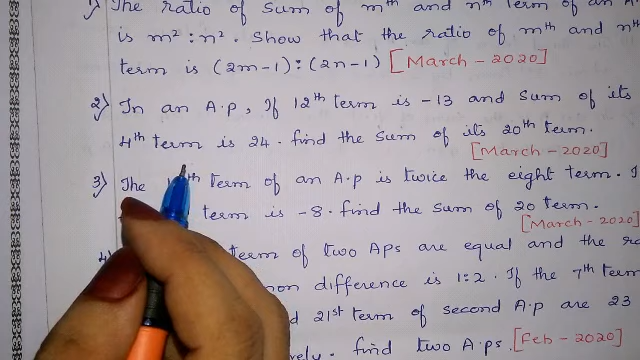 1) The ratio of sum of mth and nth term of an
is m² : n². Show that the ratio of mth and nth
term is (2m-1):(2n-1) [March-2020]
2) In an A.p, If 12th term is -13 and sum of its
4th term is 24. find the sum of its 20th term.
[March-2020]
3) The th term of an A.p is twice the eight term.
term is -8. find the sum of 20 term.
[March-2020]
term of two Aps are equal and the
difference is 1:2. If the 7th term
21st term of second A.p are 23
find two A.ps. [Feb-2020]